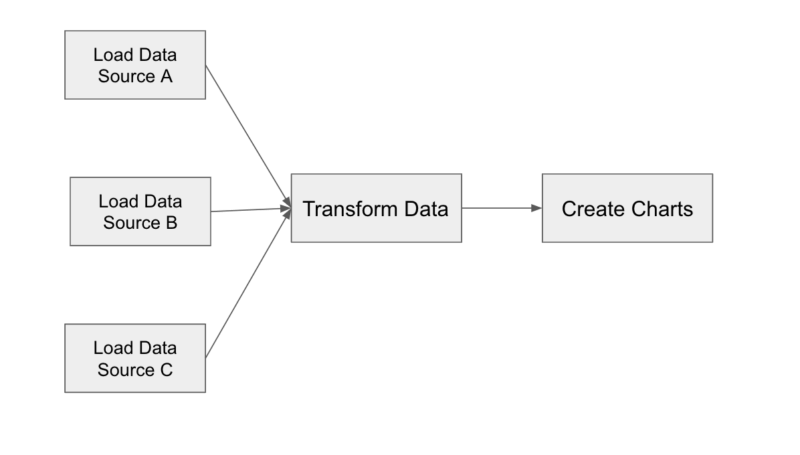 Load Data
Source A
Load Data
Source B
Transform Data
Create Charts
Load Data
Source C